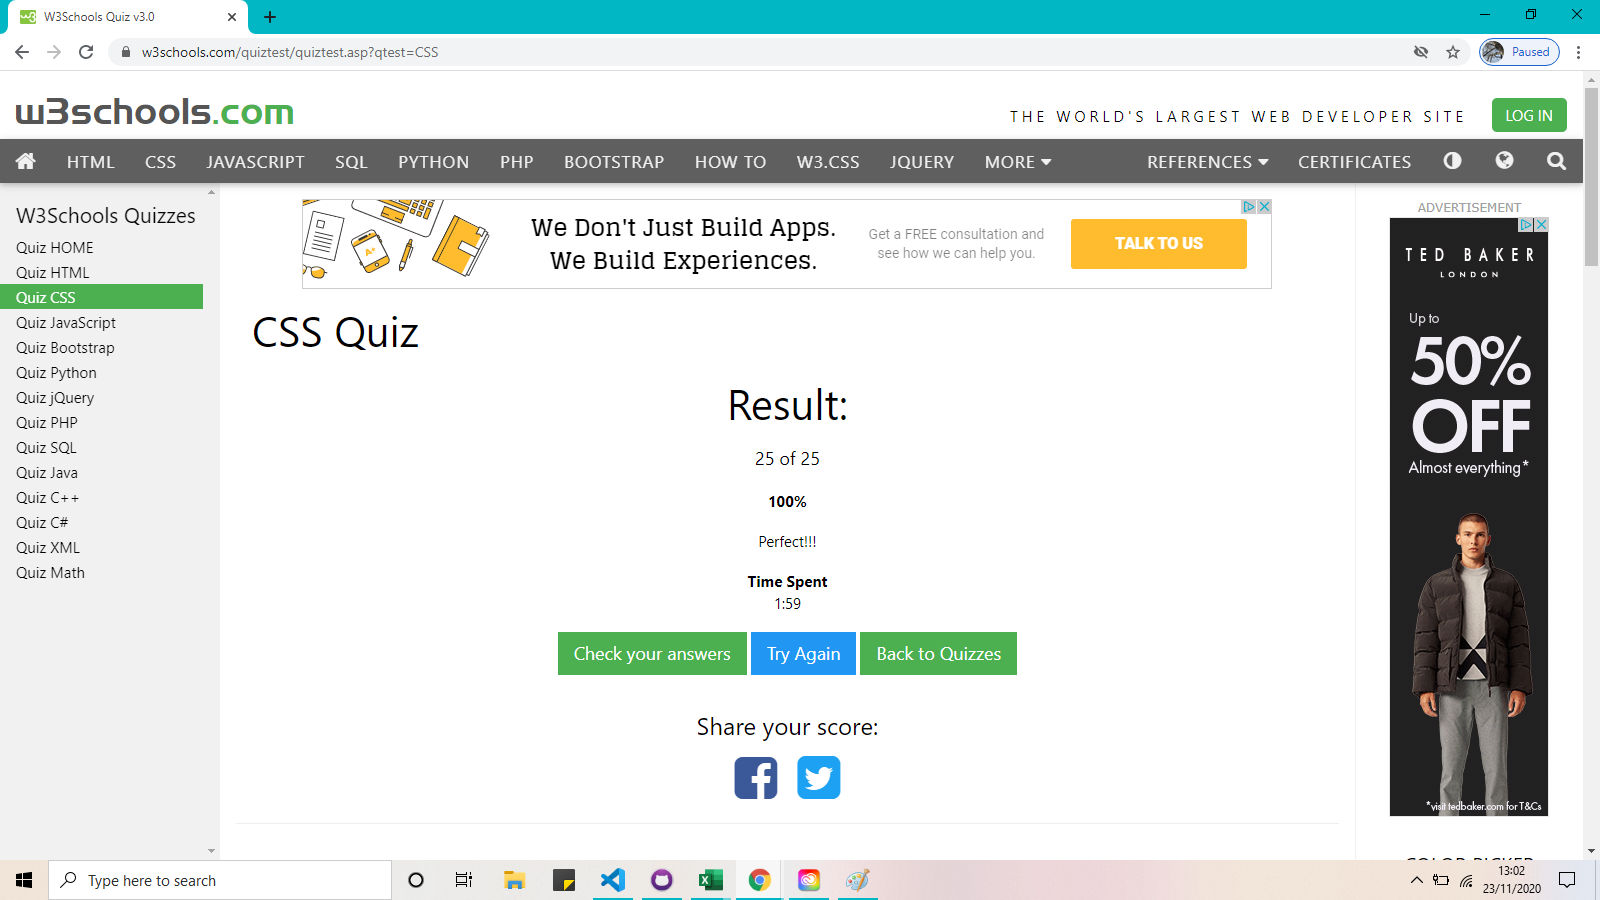 W3Schools Quiz v3.0
w3schools.com/quiztest/quiztest.asp?qtest=CSS
Paused
w3schools.com
THE WORLD'S LARGEST WEB DEVELOPER SITE
LOG IN
HTML CSS JAVASCRIPT SQL PYTHON PHP BOOTSTRAP HOW TO W3.CSS JQUERY MORE REFERENCES CERTIFICATES
W3Schools Quizzes
Quiz HOME
Quiz HTML
Quiz CSS
Quiz JavaScript
Quiz Bootstrap
Quiz Python
Quiz jQuery
Quiz PHP
Quiz SQL
Quiz Java
Quiz C++
Quiz C#
Quiz XML
Quiz Math
A+
We Don't Just Build Apps.
We Build Experiences.
Get a FREE consultation and
see how we can help you.
TALK TO US
CSS Quiz
Result:
25 of 25
100%
Perfect!!!
Time Spent
1:59
Check your answers
Try Again
Back to Quizzes
Share your score:
ADVERTISEMENT
TED BAKER
LONDON
Up to
50%
OFF
Almost everything*
*visit tedbaker.com for T&Cs
COLOR PICKER
Type here to search
13:02
23/11/2020